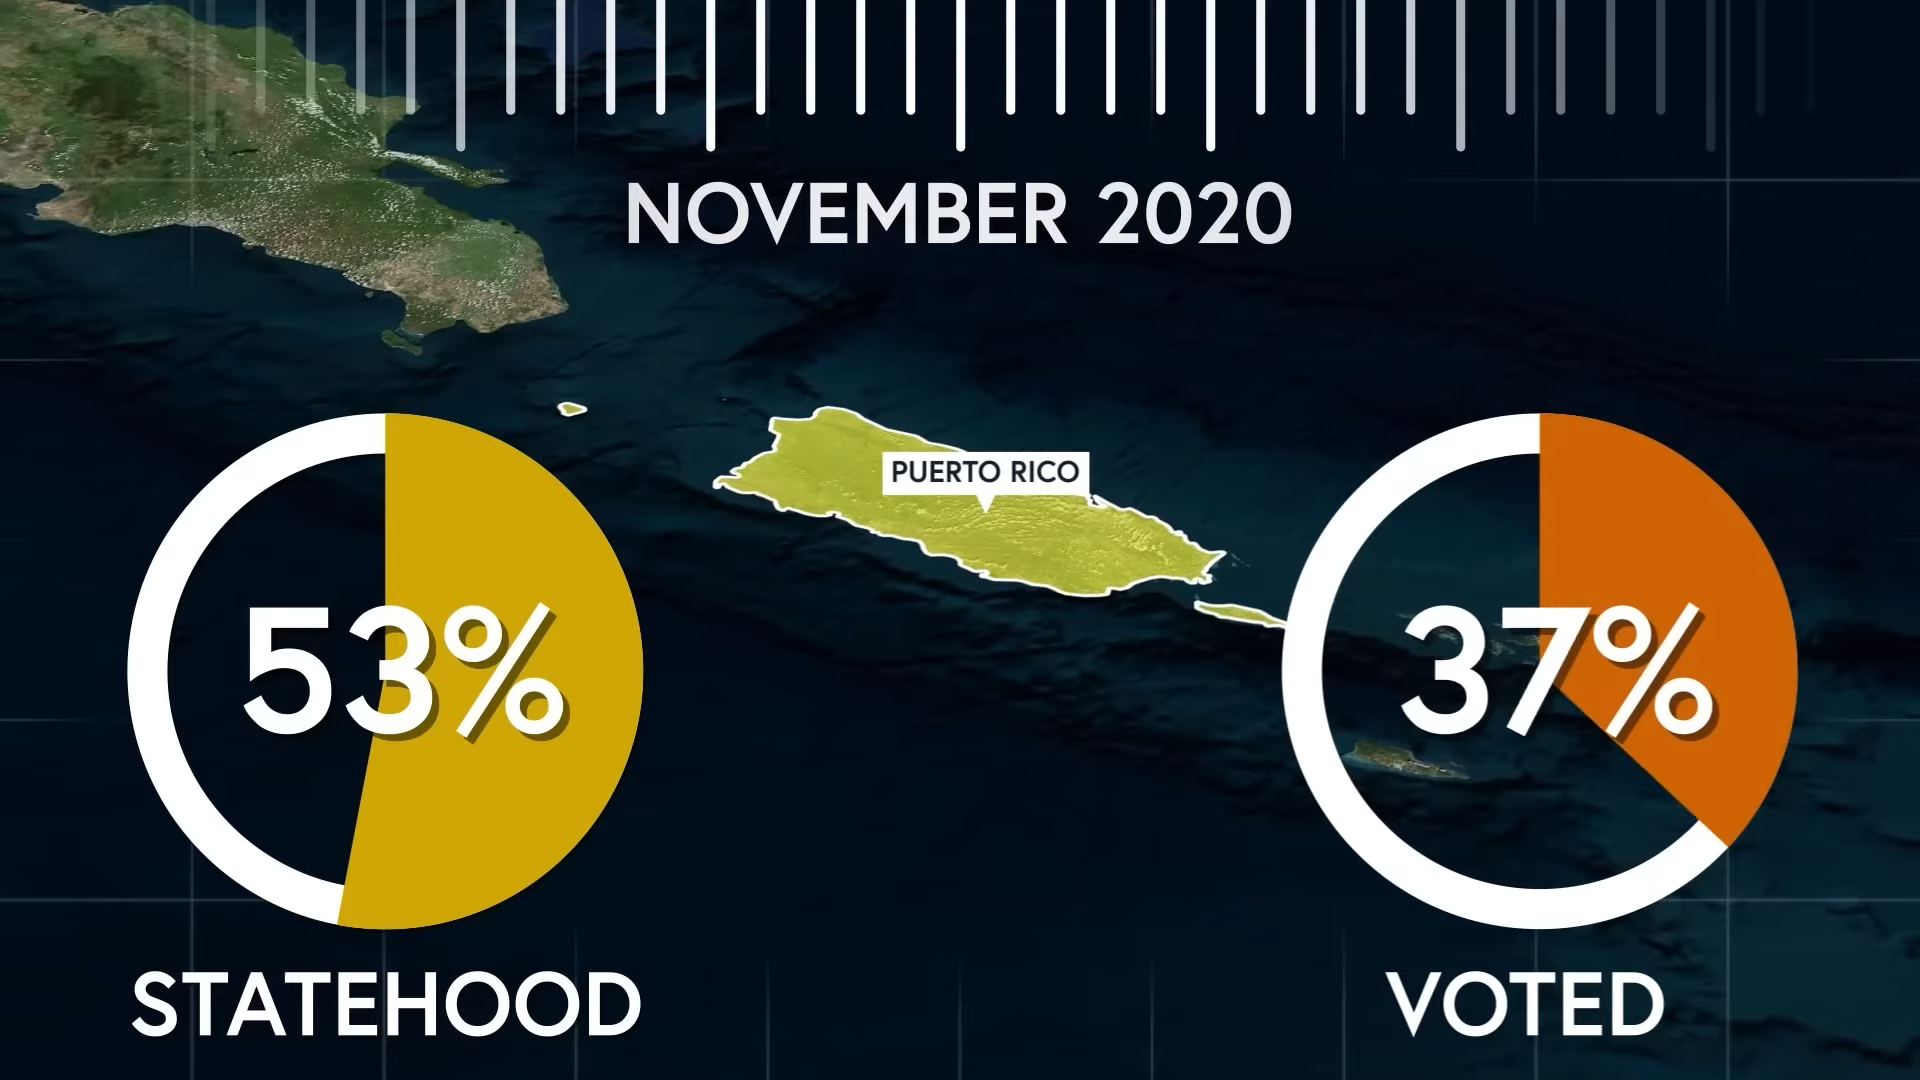 NOVEMBER 2020
PUERTO RICO
53%
37%
STATEHOOD
VOTED